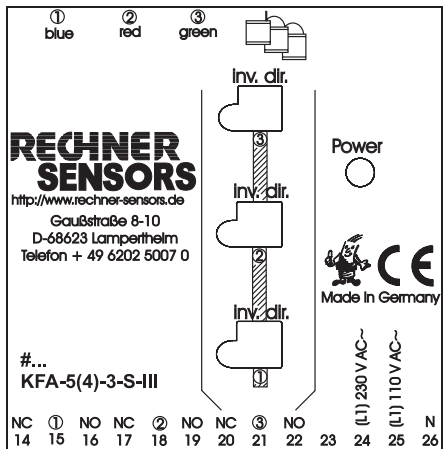 ① ② ③
blue red green
inv. dir.
③
RECHNER
SENSORS
http://www.rechner-sensors.de
Gaußstraße 8-10
D-68623 Lampertheim
Telefon + 49 6202 5007 0
Power
inv. dir.
②
CE
Made in Germany
inv. dir.
①
#...
KFA-5(4)-3-S-III
(L1) 230 V AC~
(L1) 110 V AC~
NC ① NO NC ② NO NC ③ NO N
14 15 16 17 18 19 20 21 22 23 24 25 26